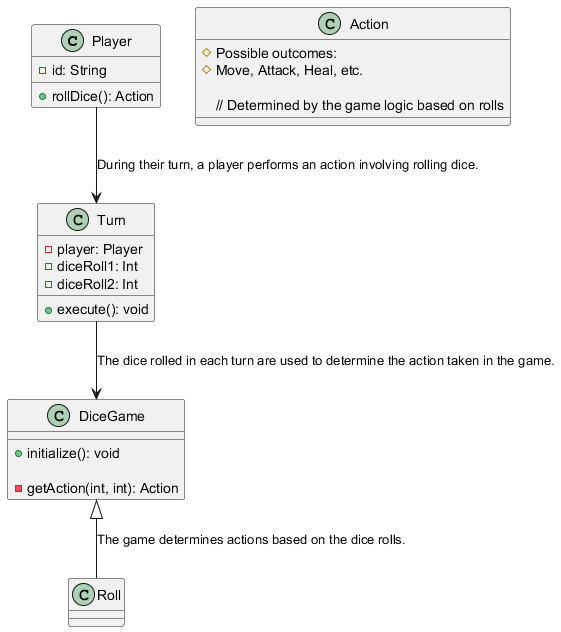 C Player
id: String
rollDice(): Action
C Action
Possible outcomes:
Move, Attack, Heal, etc.
// Determined by the game logic based on rolls
During their turn, a player performs an action involving rolling dice.
C Turn
player: Player
diceRoll1: Int
diceRoll2: Int
execute(): void
The dice rolled in each turn are used to determine the action taken in the game.
C DiceGame
initialize(): void
getAction(int, int): Action
The game determines actions based on the dice rolls.
C Roll